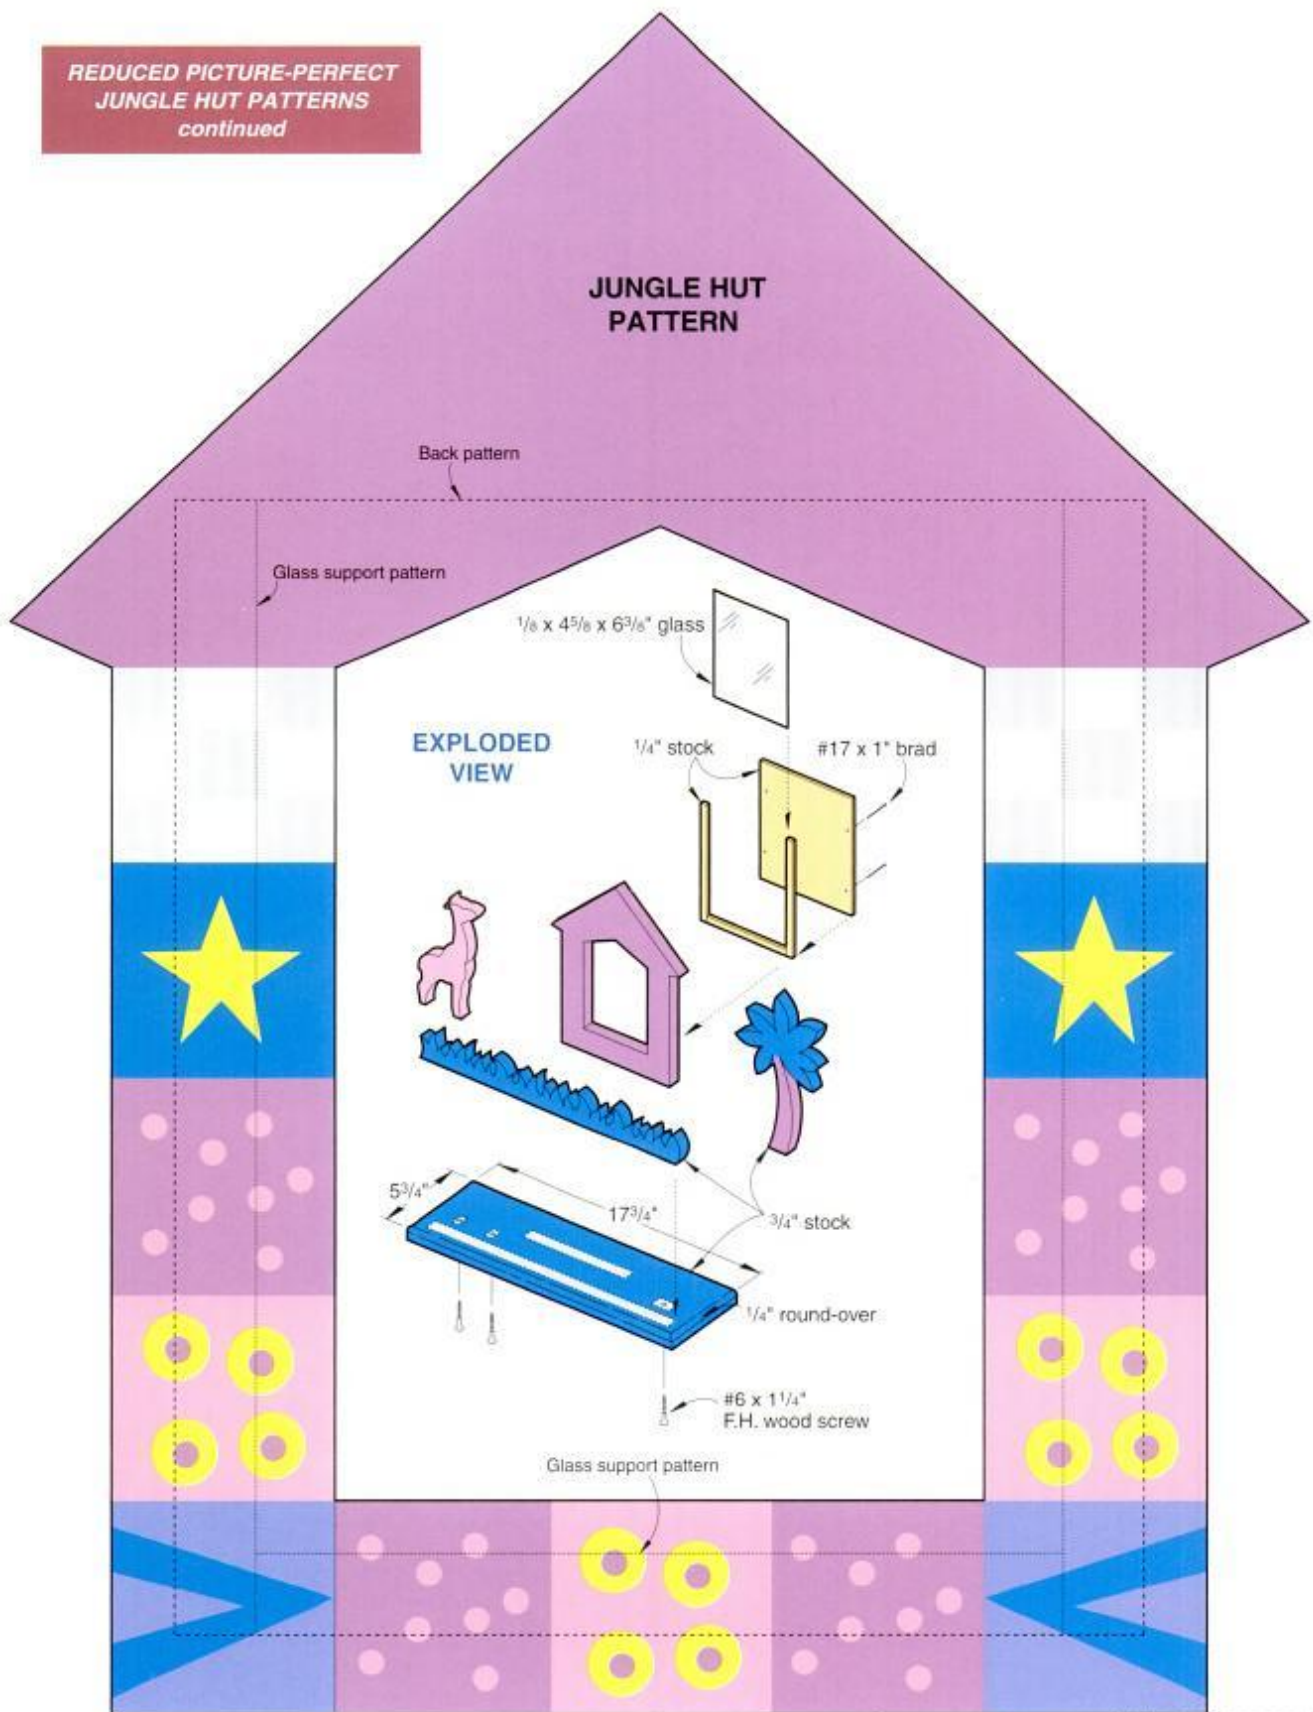 REDUCED PICTURE-PERFECT
JUNGLE HUT PATTERNS
continued
JUNGLE HUT
PATTERN
Back pattern
Glass support pattern
1/8 x 4 5/8 x 6 3/8" glass
EXPLODED
VIEW
1/4" stock
#17 x 1" brad
5 3/4"
17 3/4"
3/4" stock
1/4" round-over
#6 x 1 1/4"
F.H. wood screw
Glass support pattern